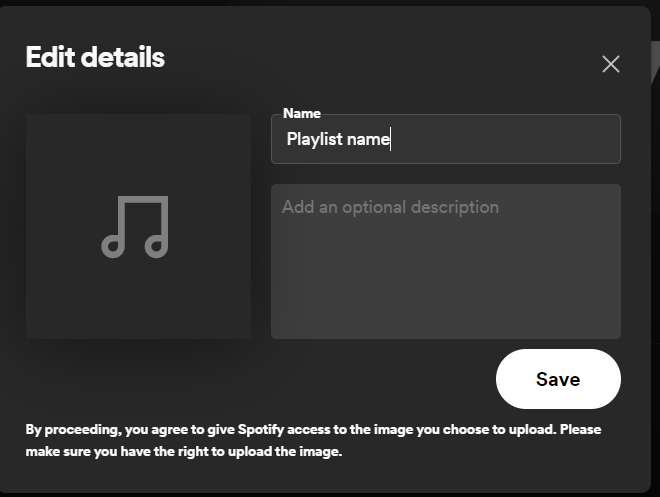 Edit details
Name
Playlist name
Add an optional description
Save
By proceeding, you agree to give Spotify access to the image you choose to upload. Please
make sure you have the right to upload the image.